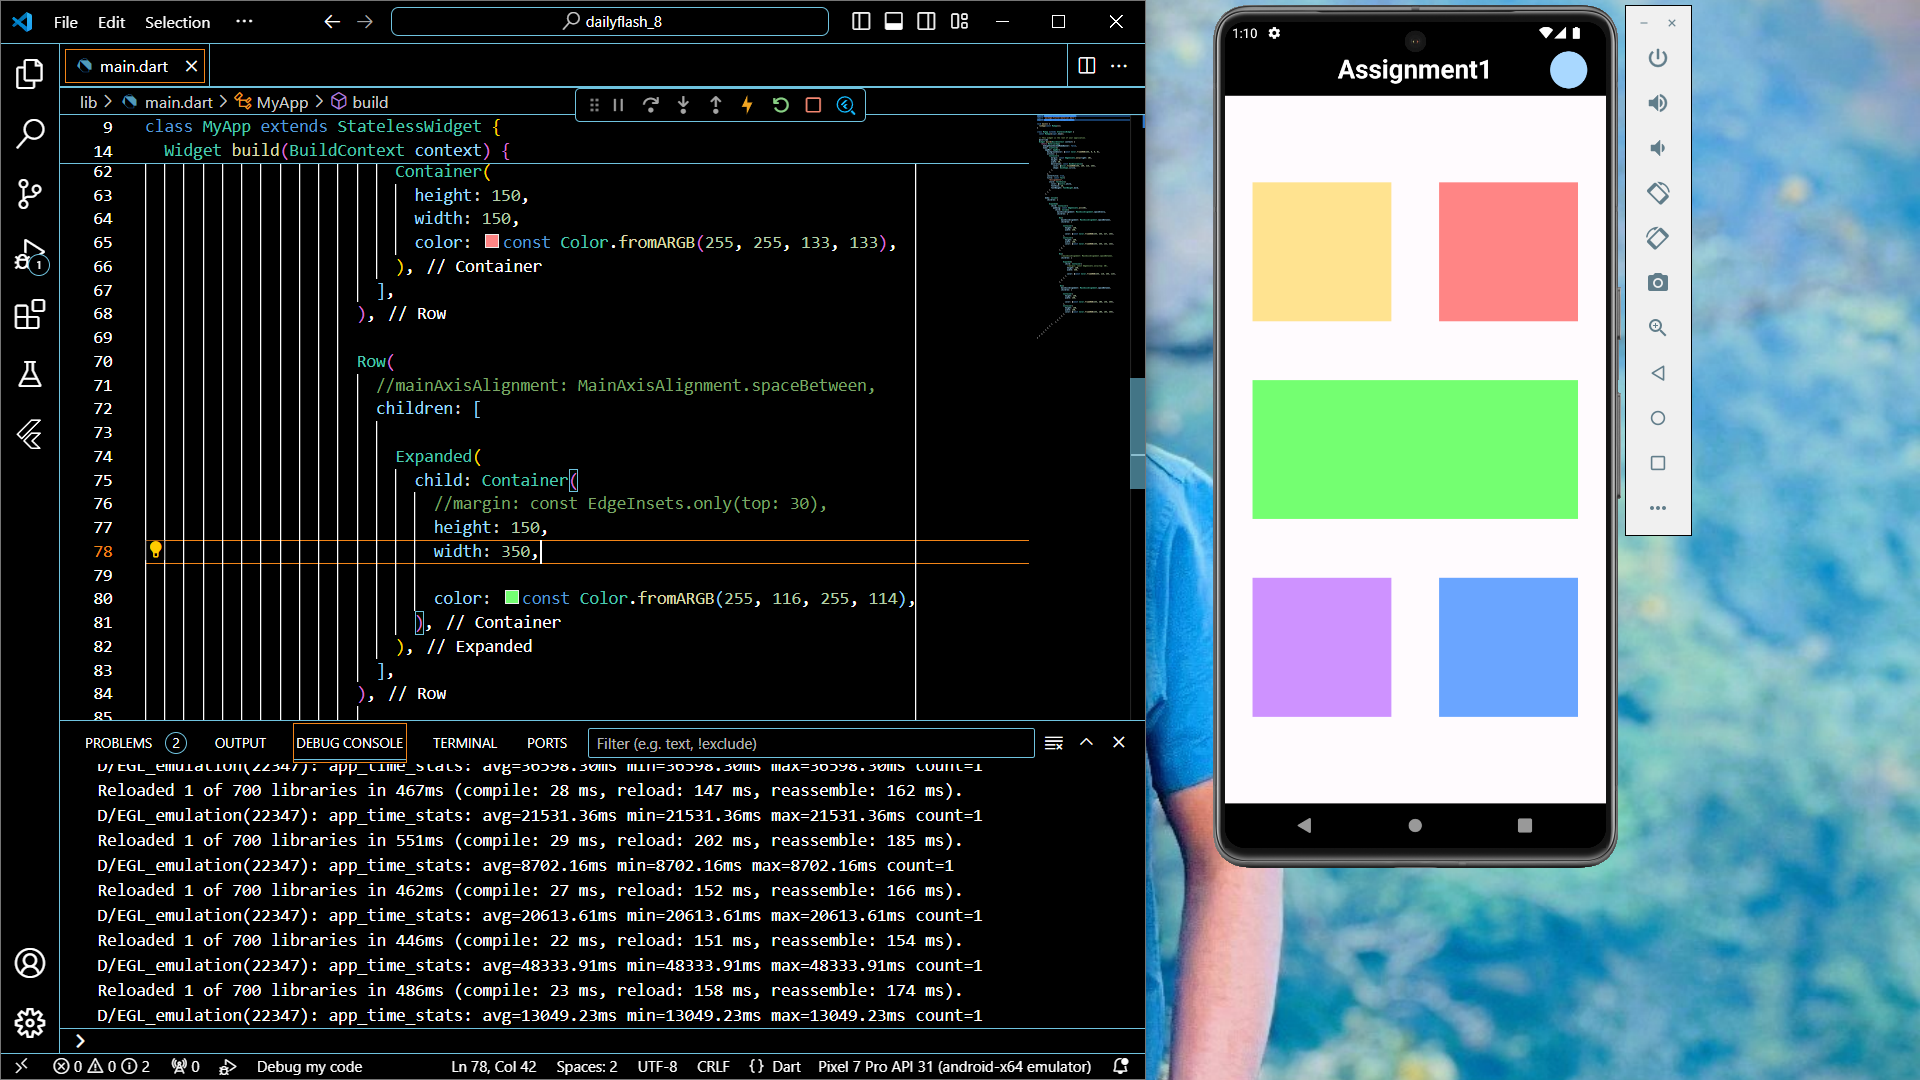 File Edit Selection ··· dailyflash_8
main.dart
lib > main.dart > MyApp > build
9 class MyApp extends StatelessWidget {
14 Widget build(BuildContext context) {
62 Container(
63 height: 150,
64 width: 150,
65 color: const Color.fromARGB(255, 255, 133, 133),
66 ), // Container
67 ],
68 ), // Row
69
70 Row(
71 //mainAxisAlignment: MainAxisAlignment.spaceBetween,
72 children: [
73
74 Expanded(
75 child: Container(
76 //margin: const EdgeInsets.only(top: 30),
77 height: 150,
78 width: 350,
79
80 color: const Color.fromARGB(255, 116, 255, 114),
81 ), // Container
82 ), // Expanded
83 ],
84 ), // Row
85
1
PROBLEMS 2 OUTPUT DEBUG CONSOLE TERMINAL PORTS Filter (e.g. text, !exclude)
D/EGL_emulation(22347): app_time_stats: avg=36598.30ms min=36598.30ms max=36598.30ms count=1
Reloaded 1 of 700 libraries in 467ms (compile: 28 ms, reload: 147 ms, reassemble: 162 ms).
D/EGL_emulation(22347): app_time_stats: avg=21531.36ms min=21531.36ms max=21531.36ms count=1
Reloaded 1 of 700 libraries in 551ms (compile: 29 ms, reload: 202 ms, reassemble: 185 ms).
D/EGL_emulation(22347): app_time_stats: avg=8702.16ms min=8702.16ms max=8702.16ms count=1
Reloaded 1 of 700 libraries in 462ms (compile: 27 ms, reload: 152 ms, reassemble: 166 ms).
D/EGL_emulation(22347): app_time_stats: avg=20613.61ms min=20613.61ms max=20613.61ms count=1
Reloaded 1 of 700 libraries in 446ms (compile: 22 ms, reload: 151 ms, reassemble: 154 ms).
D/EGL_emulation(22347): app_time_stats: avg=48333.91ms min=48333.91ms max=48333.91ms count=1
Reloaded 1 of 700 libraries in 486ms (compile: 23 ms, reload: 158 ms, reassemble: 174 ms).
D/EGL_emulation(22347): app_time_stats: avg=13049.23ms min=13049.23ms max=13049.23ms count=1
>
0 0 2 0 Debug my code Ln 78, Col 42 Spaces: 2 UTF-8 CRLF {} Dart Pixel 7 Pro API 31 (android-x64 emulator)
1:10
Assignment1